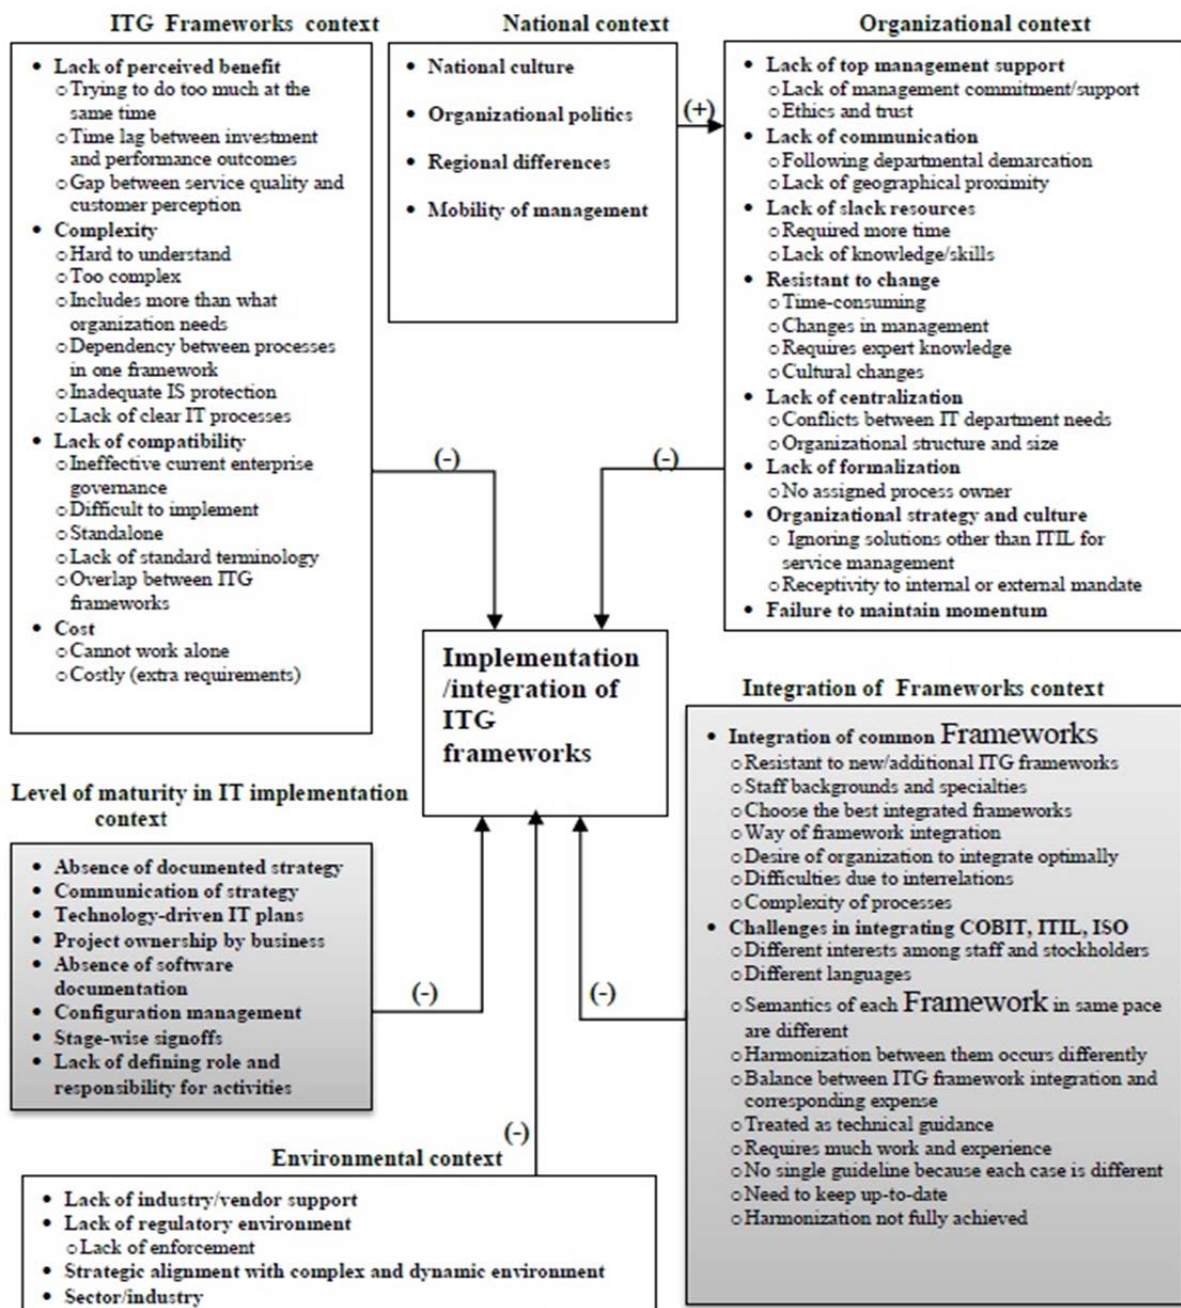 ITG Frameworks context
• Lack of perceived benefit
o Trying to do too much at the
same time
o Time lag between investment
and performance outcomes
o Gap between service quality and
customer perception
• Complexity
o Hard to understand
o Too complex
o Includes more than what
organization needs
o Dependency between processes
in one framework
o Inadequate IS protection
o Lack of clear IT processes
• Lack of compatibility
o Ineffective current enterprise
governance
o Difficult to implement
o Standalone
o Lack of standard terminology
o Overlap between ITG
frameworks
• Cost
o Cannot work alone
o Costly (extra requirements)
National context
• National culture
• Organizational politics
• Regional differences
• Mobility of management
(+)
Organizational context
• Lack of top management support
o Lack of management commitment/support
o Ethics and trust
• Lack of communication
o Following departmental demarcation
o Lack of geographical proximity
• Lack of slack resources
o Required more time
o Lack of knowledge/skills
• Resistant to change
o Time-consuming
o Changes in management
o Requires expert knowledge
o Cultural changes
• Lack of centralization
o Conflicts between IT department needs
o Organizational structure and size
• Lack of formalization
o No assigned process owner
• Organizational strategy and culture
o Ignoring solutions other than ITIL for
service management
o Receptivity to internal or external mandate
• Failure to maintain momentum
(-)
(-)
Implementation
/integration of
ITG
frameworks
Level of maturity in IT implementation
context
• Absence of documented strategy
• Communication of strategy
• Technology-driven IT plans
• Project ownership by business
• Absence of software
documentation
• Configuration management
• Stage-wise signoffs
• Lack of defining role and
responsibility for activities
(-)
(-)
Integration of Frameworks context
• Integration of common Frameworks
o Resistant to new/additional ITG frameworks
o Staff backgrounds and specialties
o Choose the best integrated frameworks
o Way of framework integration
o Desire of organization to integrate optimally
o Difficulties due to interrelations
o Complexity of processes
• Challenges in integrating COBIT, ITIL, ISO
o Different interests among staff and stockholders
o Different languages
o Semantics of each Framework in same pace
are different
o Harmonization between them occurs differently
o Balance between ITG framework integration and
corresponding expense
o Treated as technical guidance
o Requires much work and experience
o No single guideline because each case is different
o Need to keep up-to-date
o Harmonization not fully achieved
(-)
Environmental context
• Lack of industry/vendor support
• Lack of regulatory environment
o Lack of enforcement
• Strategic alignment with complex and dynamic environment
• Sector/industry